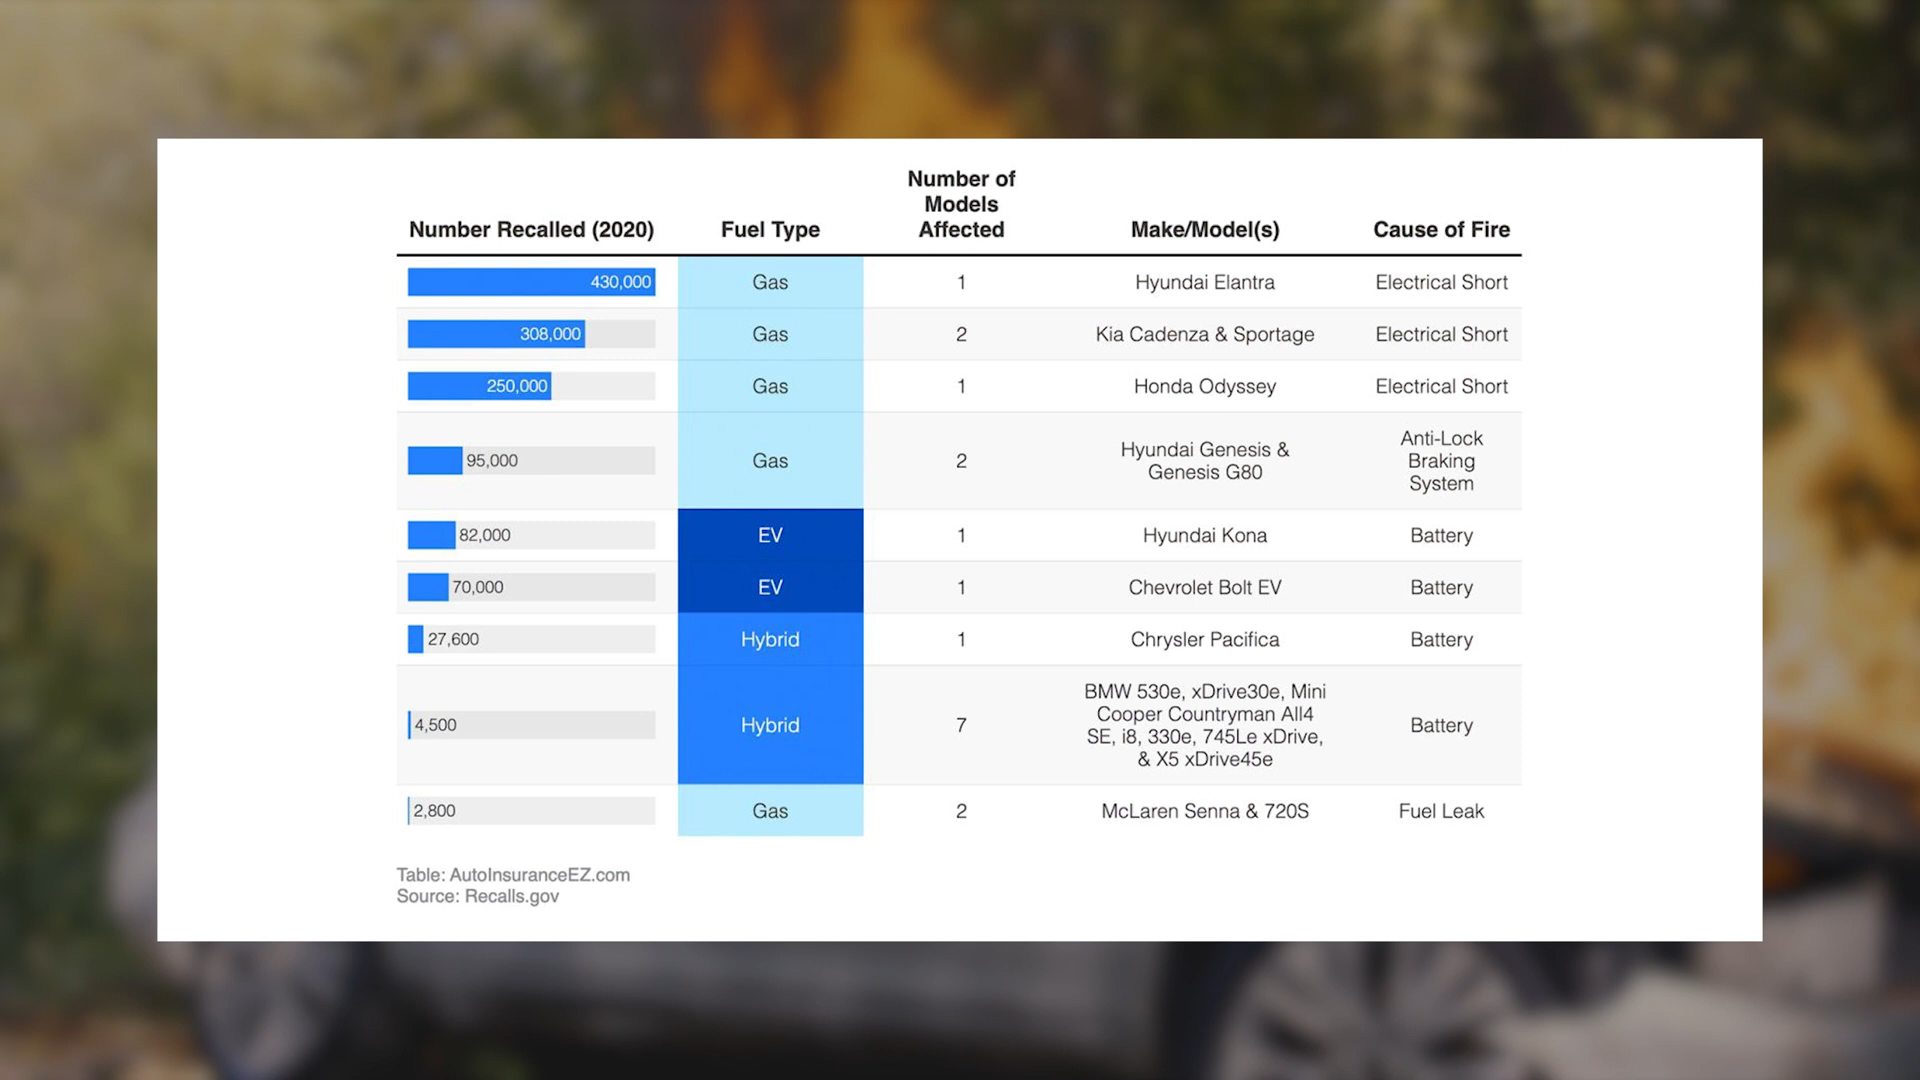 Number Recalled (2020) Fuel Type Number of Models Affected Make/Model(s) Cause of Fire
430,000 Gas 1 Hyundai Elantra Electrical Short
308,000 Gas 2 Kia Cadenza & Sportage Electrical Short
250,000 Gas 1 Honda Odyssey Electrical Short
95,000 Gas 2 Hyundai Genesis & Genesis G80 Anti-Lock Braking System
82,000 EV 1 Hyundai Kona Battery
70,000 EV 1 Chevrolet Bolt EV Battery
27,600 Hybrid 1 Chrysler Pacifica Battery
4,500 Hybrid 7 BMW 530e, xDrive30e, Mini Cooper Countryman All4 SE, i8, 330e, 745Le xDrive, & X5 xDrive45e Battery
2,800 Gas 2 McLaren Senna & 720S Fuel Leak
Table: AutoInsuranceEZ.com
Source: Recalls.gov